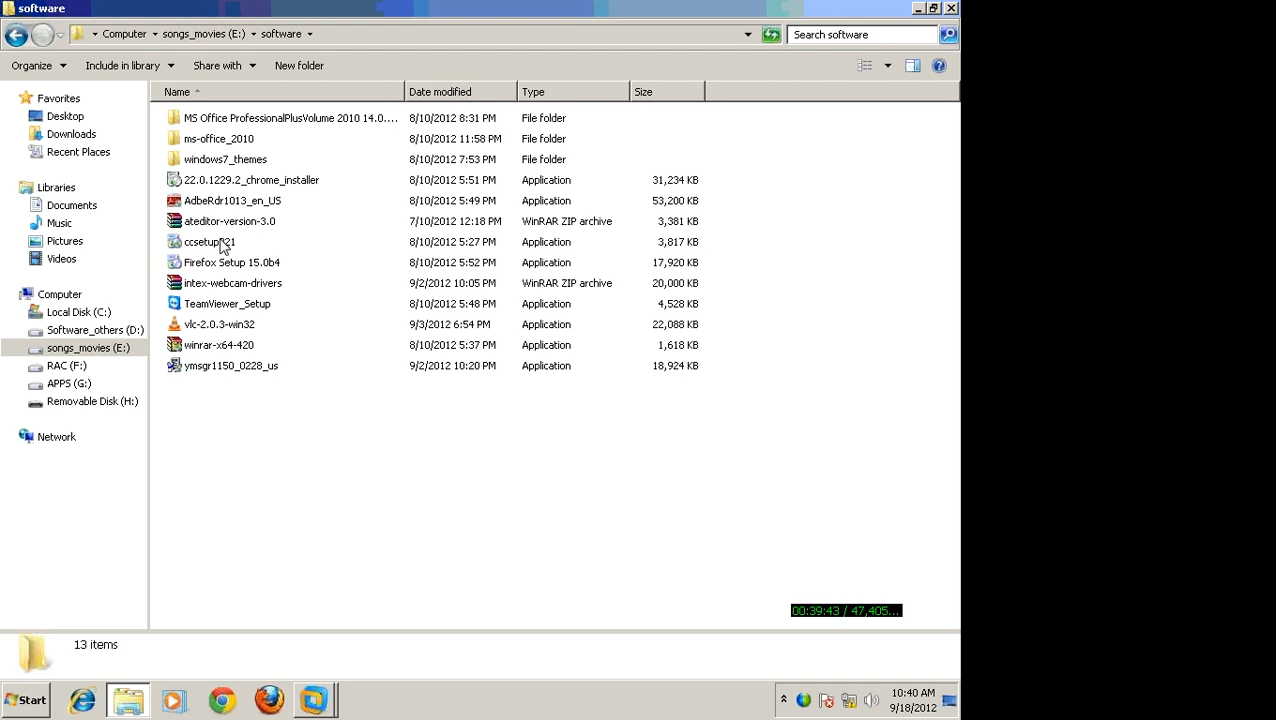 software
Computer songs_movies (E:) software
Search software
Organize Include in library Share with New folder
Name Date modified Type Size
Favorites
Desktop
Downloads
Recent Places
Libraries
Documents
Music
Pictures
Videos
Computer
Local Disk (C:)
Software_others (D:)
songs_movies (E:)
RAC (F:)
APPS (G:)
Removable Disk (H:)
Network
MS Office ProfessionalPlusVolume 2010 14.0.... 8/10/2012 8:31 PM File folder
ms-office_2010 8/10/2012 11:58 PM File folder
windows7_themes 8/10/2012 7:53 PM File folder
22.0.1229.2_chrome_installer 8/10/2012 5:51 PM Application 31,234 KB
AdbeRdr1013_en_US 8/10/2012 5:49 PM Application 53,200 KB
ateditor-version-3.0 7/10/2012 12:18 PM WinRAR ZIP archive 3,381 KB
8/10/2012 5:27 PM Application 3,817 KB
Firefox Setup 15.0b4 8/10/2012 5:52 PM Application 17,920 KB
intex-webcam-drivers 9/2/2012 10:05 PM WinRAR ZIP archive 20,000 KB
TeamViewer_Setup 8/10/2012 5:48 PM Application 4,528 KB
vlc-2.0.3-win32 9/3/2012 6:54 PM Application 22,088 KB
winrar-x64-420 8/10/2012 5:37 PM Application 1,618 KB
ymsgr1150_0228_us 9/2/2012 10:20 PM Application 18,924 KB
00:39:43 / 47,405...
13 items
Start
10:40 AM
9/18/2012